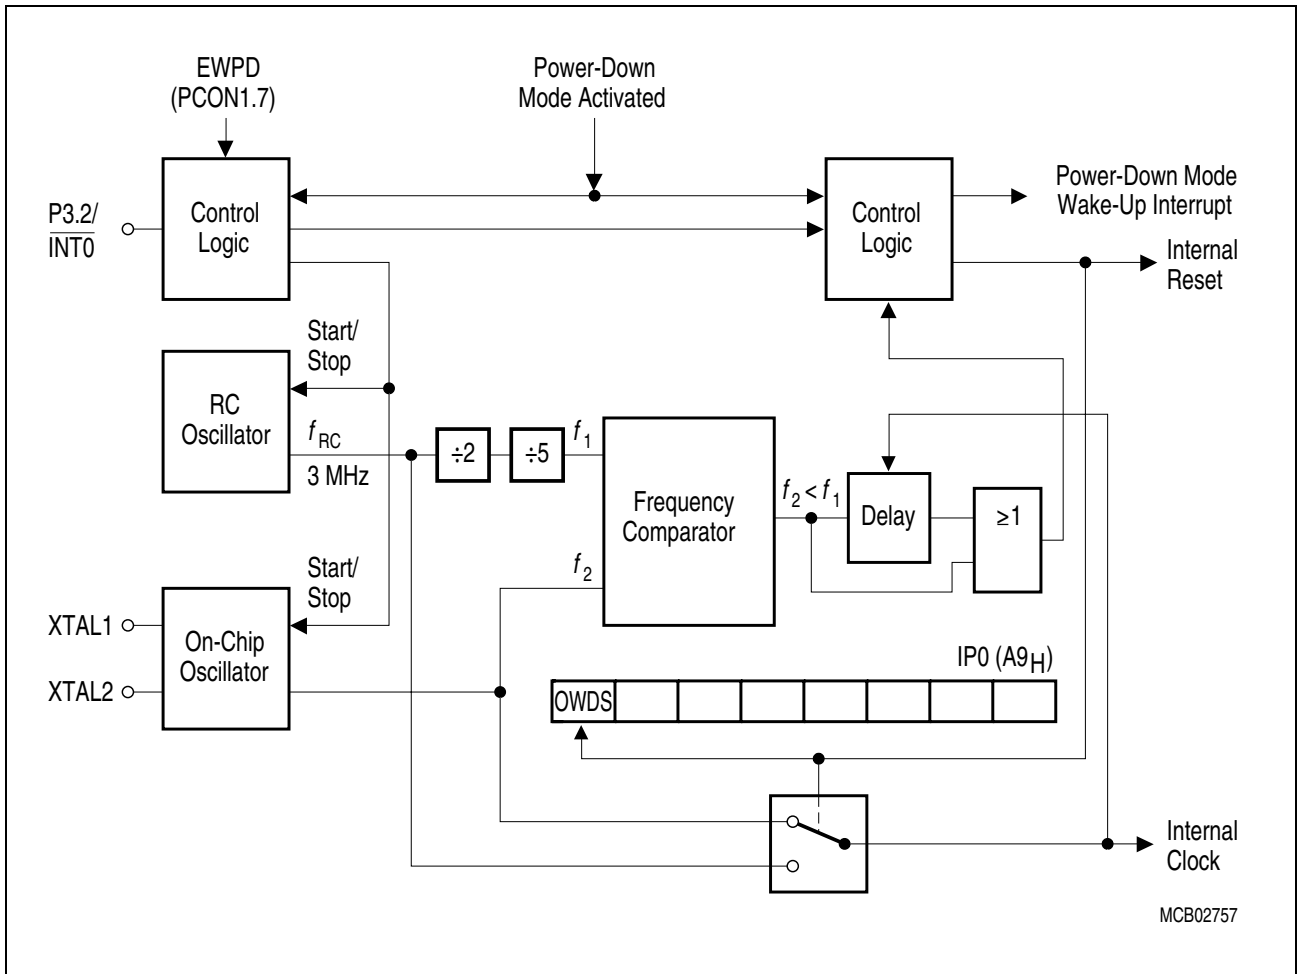 EWPD
(PCON1.7)
Power-Down
Mode Activated
P3.2/
INT0
Control
Logic
Control
Logic
Power-Down Mode
Wake-Up Interrupt
Internal
Reset
Start/
Stop
RC
Oscillator
fRC
3 MHz
÷2
÷5
f1
Frequency
Comparator
f2 < f1
Delay
≥1
f2
Start/
Stop
XTAL1
XTAL2
On-Chip
Oscillator
IP0 (A9H)
OWDS
Internal
Clock
MCB02757